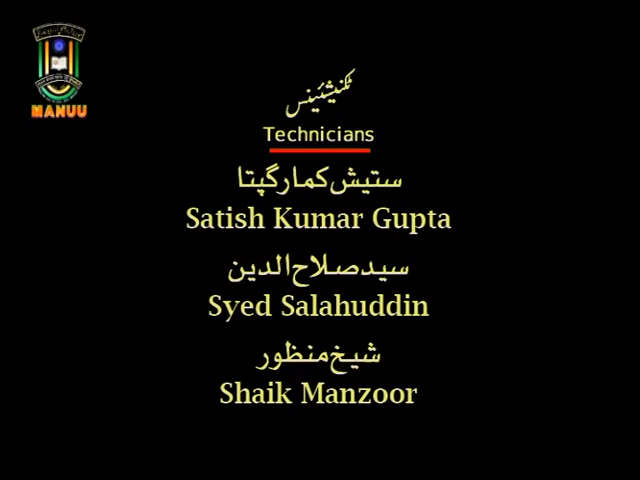 MANUU
ٹکنیشینس
Technicians
ستیش کمار گپتا
Satish Kumar Gupta
سید صلاح الدین
Syed Salahuddin
شیخ منظور
Shaik Manzoor